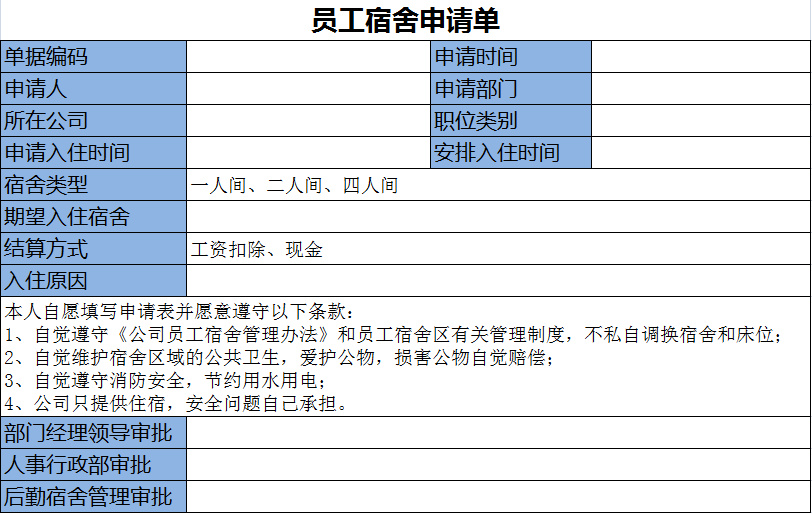 员工宿舍申请单
单据编码 申请时间
申请人 申请部门
所在公司 职位类别
申请入住时间 安排入住时间
宿舍类型 一人间、二人间、四人间
期望入住宿舍
结算方式 工资扣除、现金
入住原因
本人自愿填写申请表并愿意遵守以下条款：
1、自觉遵守《公司员工宿舍管理办法》和员工宿舍区有关管理制度，不私自调换宿舍和床位；
2、自觉维护宿舍区域的公共卫生，爱护公物，损害公物自觉赔偿；
3、自觉遵守消防安全，节约用水用电；
4、公司只提供住宿，安全问题自己承担。
部门经理领导审批
人事行政部审批
后勤宿舍管理审批